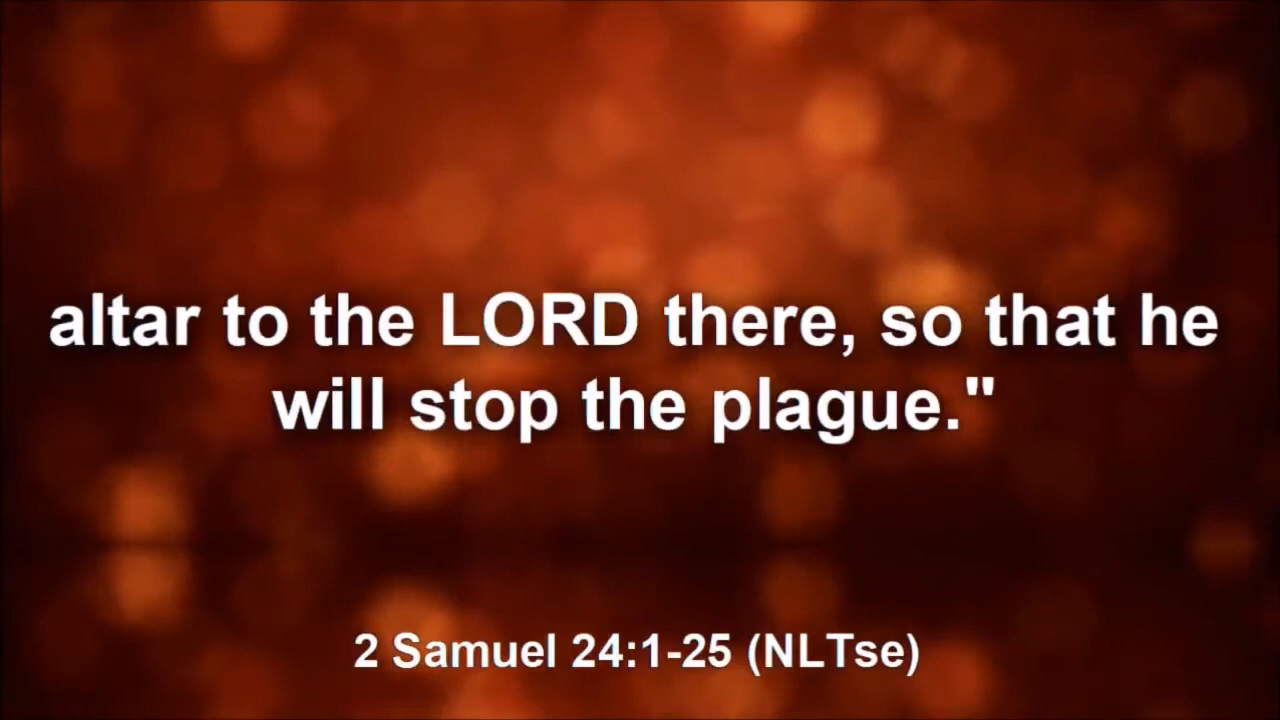 altar to the LORD there, so that he
will stop the plague."
2 Samuel 24:1-25 (NLTse)